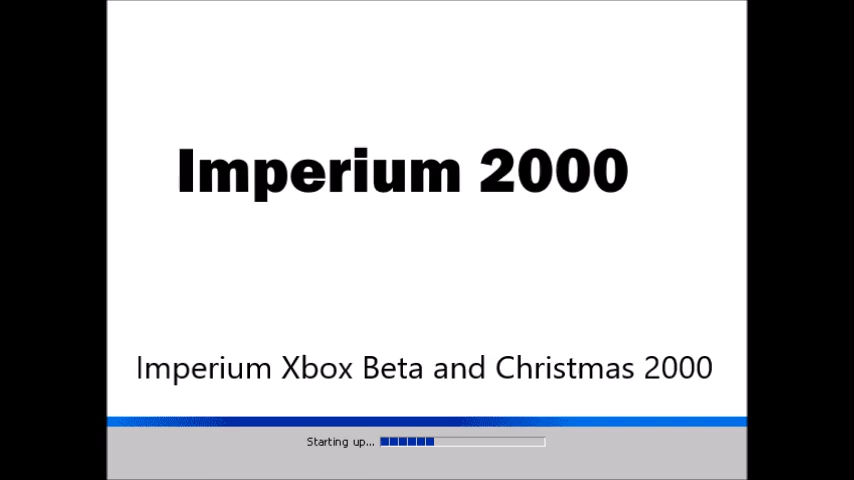 Imperium 2000
Imperium Xbox Beta and Christmas 2000
Starting up...